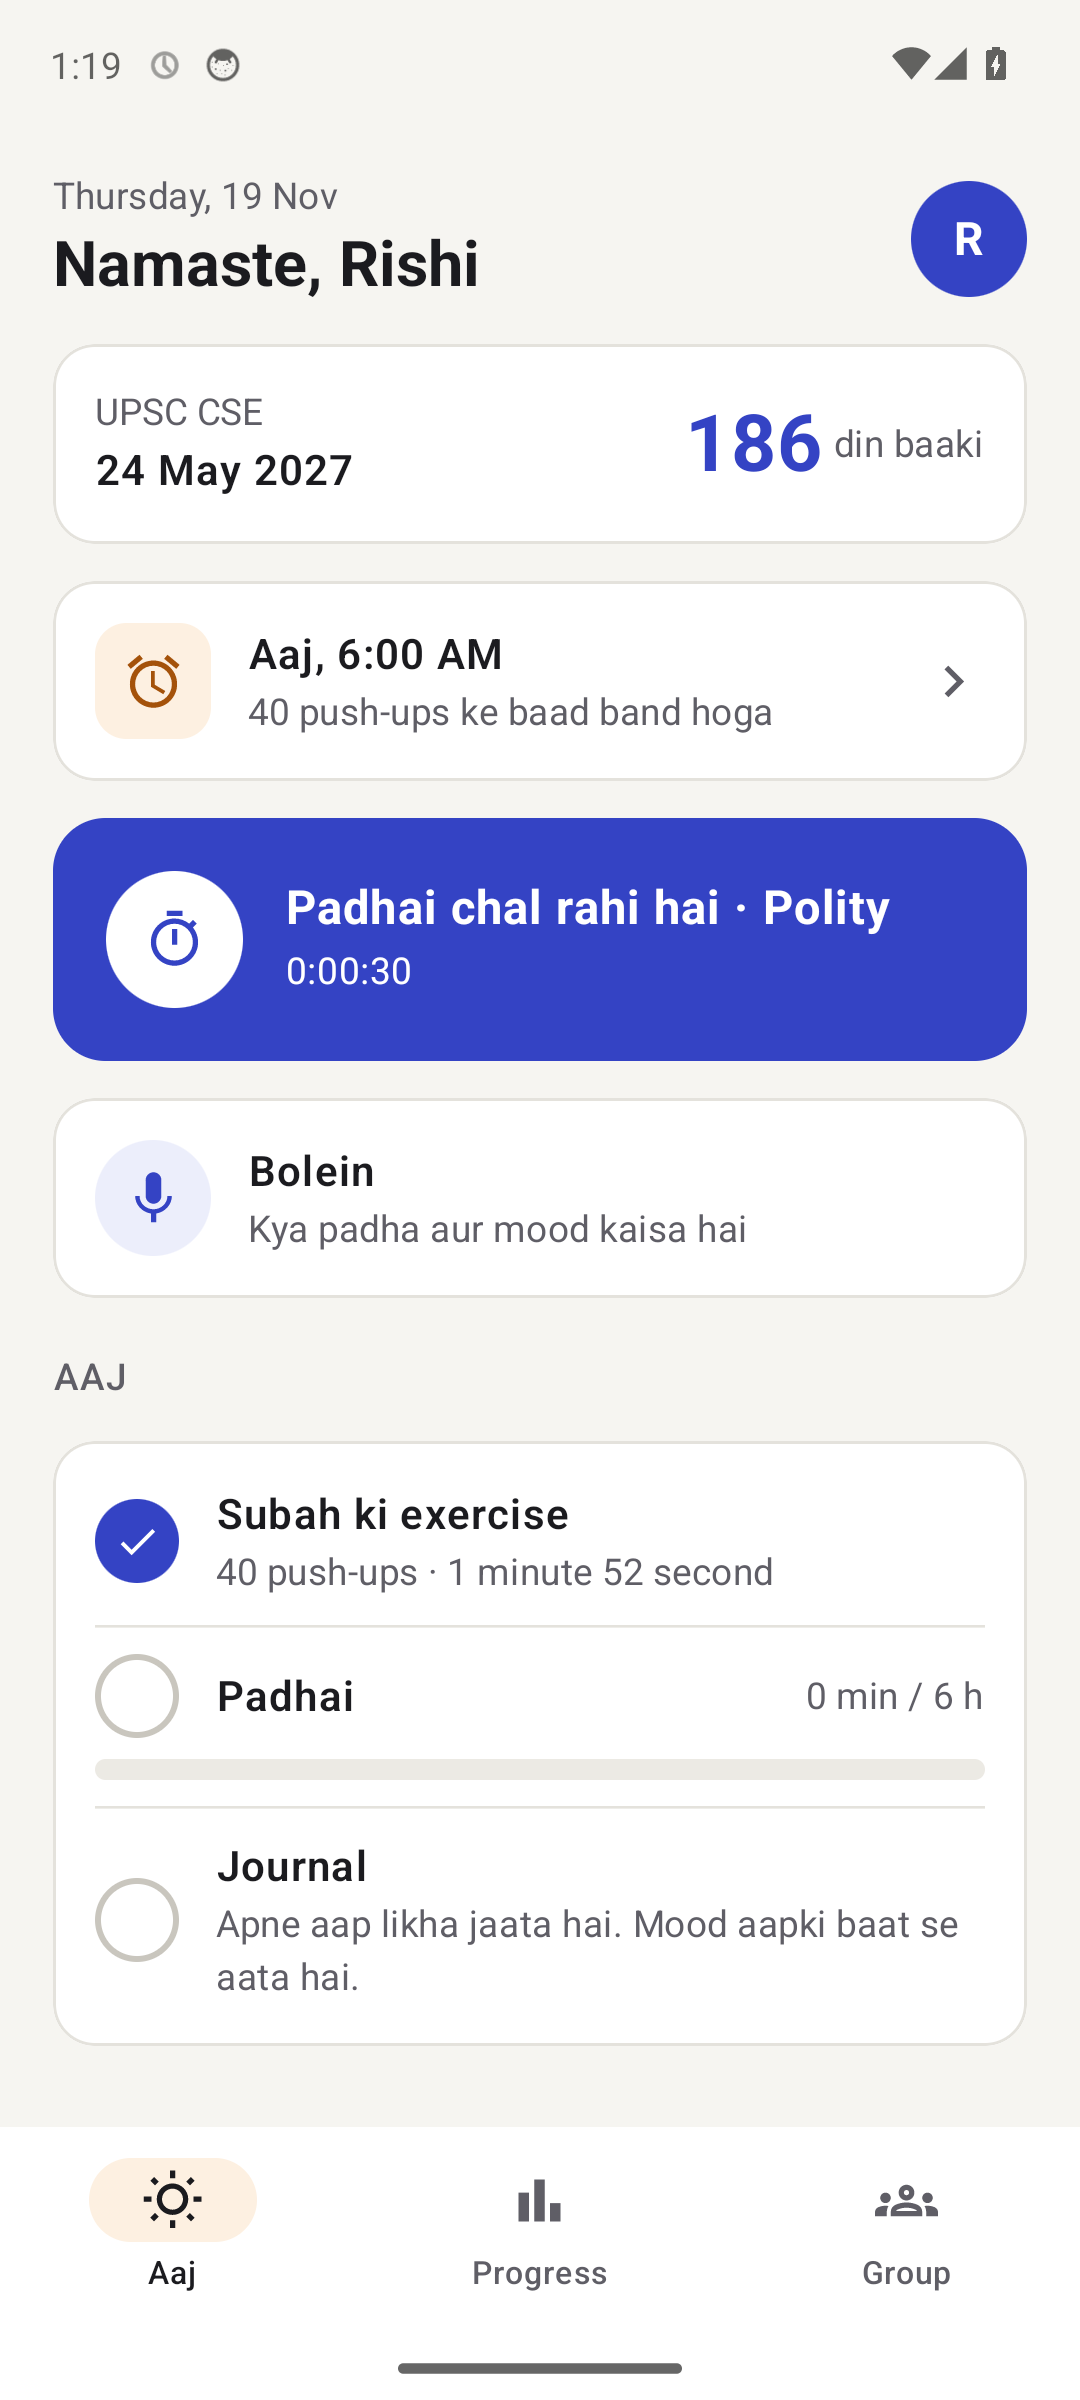 1:19
Thursday, 19 Nov
Namaste, Rishi
R
UPSC CSE
24 May 2027
186 din baaki
Aaj, 6:00 AM
40 push-ups ke baad band hoga
Padhai chal rahi hai · Polity
0:00:30
Bolein
Kya padha aur mood kaisa hai
AAJ
Subah ki exercise
40 push-ups · 1 minute 52 second
Padhai
0 min / 6 h
Journal
Apne aap likha jaata hai. Mood aapki baat se
aata hai.
Aaj
Progress
Group